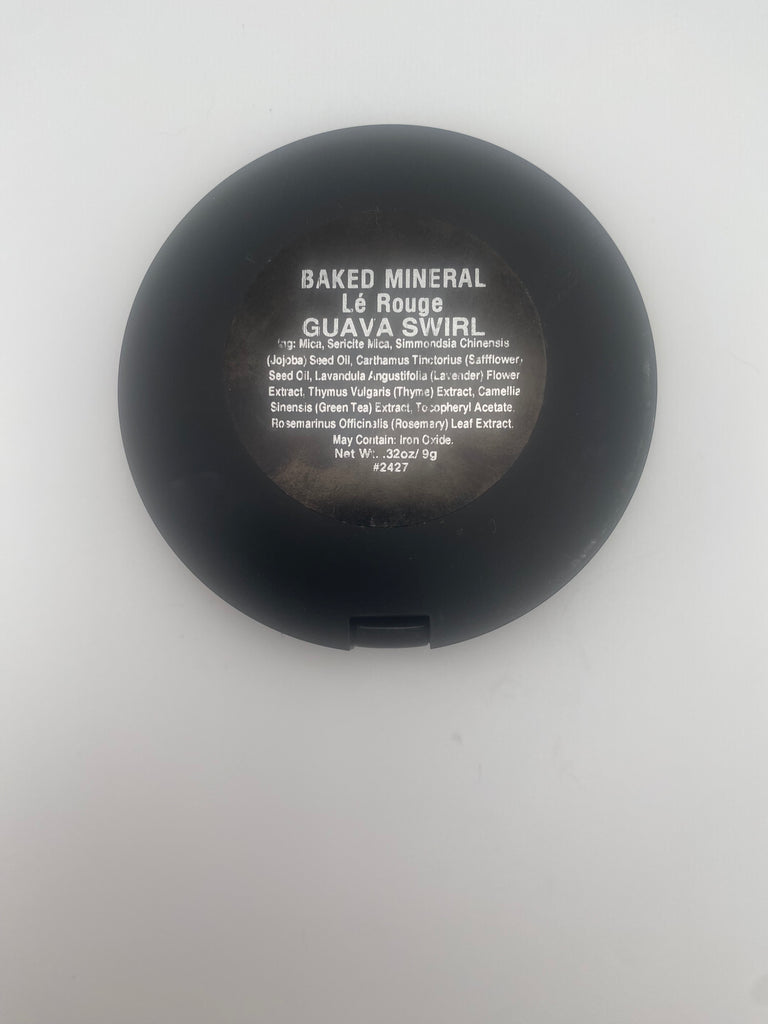 BAKED MINERAL
Lé Rouge
GUAVA SWIRL
Ing: Mica, Sericite Mica, Simmondsia Chinensis
(Jojoba) Seed Oil, Carthamus Tinctorius (Saffflower)
Seed Oil, Lavandula Angustifolia (Lavender) Flower
Extract, Thymus Vulgaris (Thyme) Extract, Camellia
Sinensis (Green Tea) Extract, Tocopheryl Acetate,
Rosemarinus Officinalis (Rosemary) Leaf Extract.
May Contain: Iron Oxide.
Net Wt. .32oz/ 9g
#2427